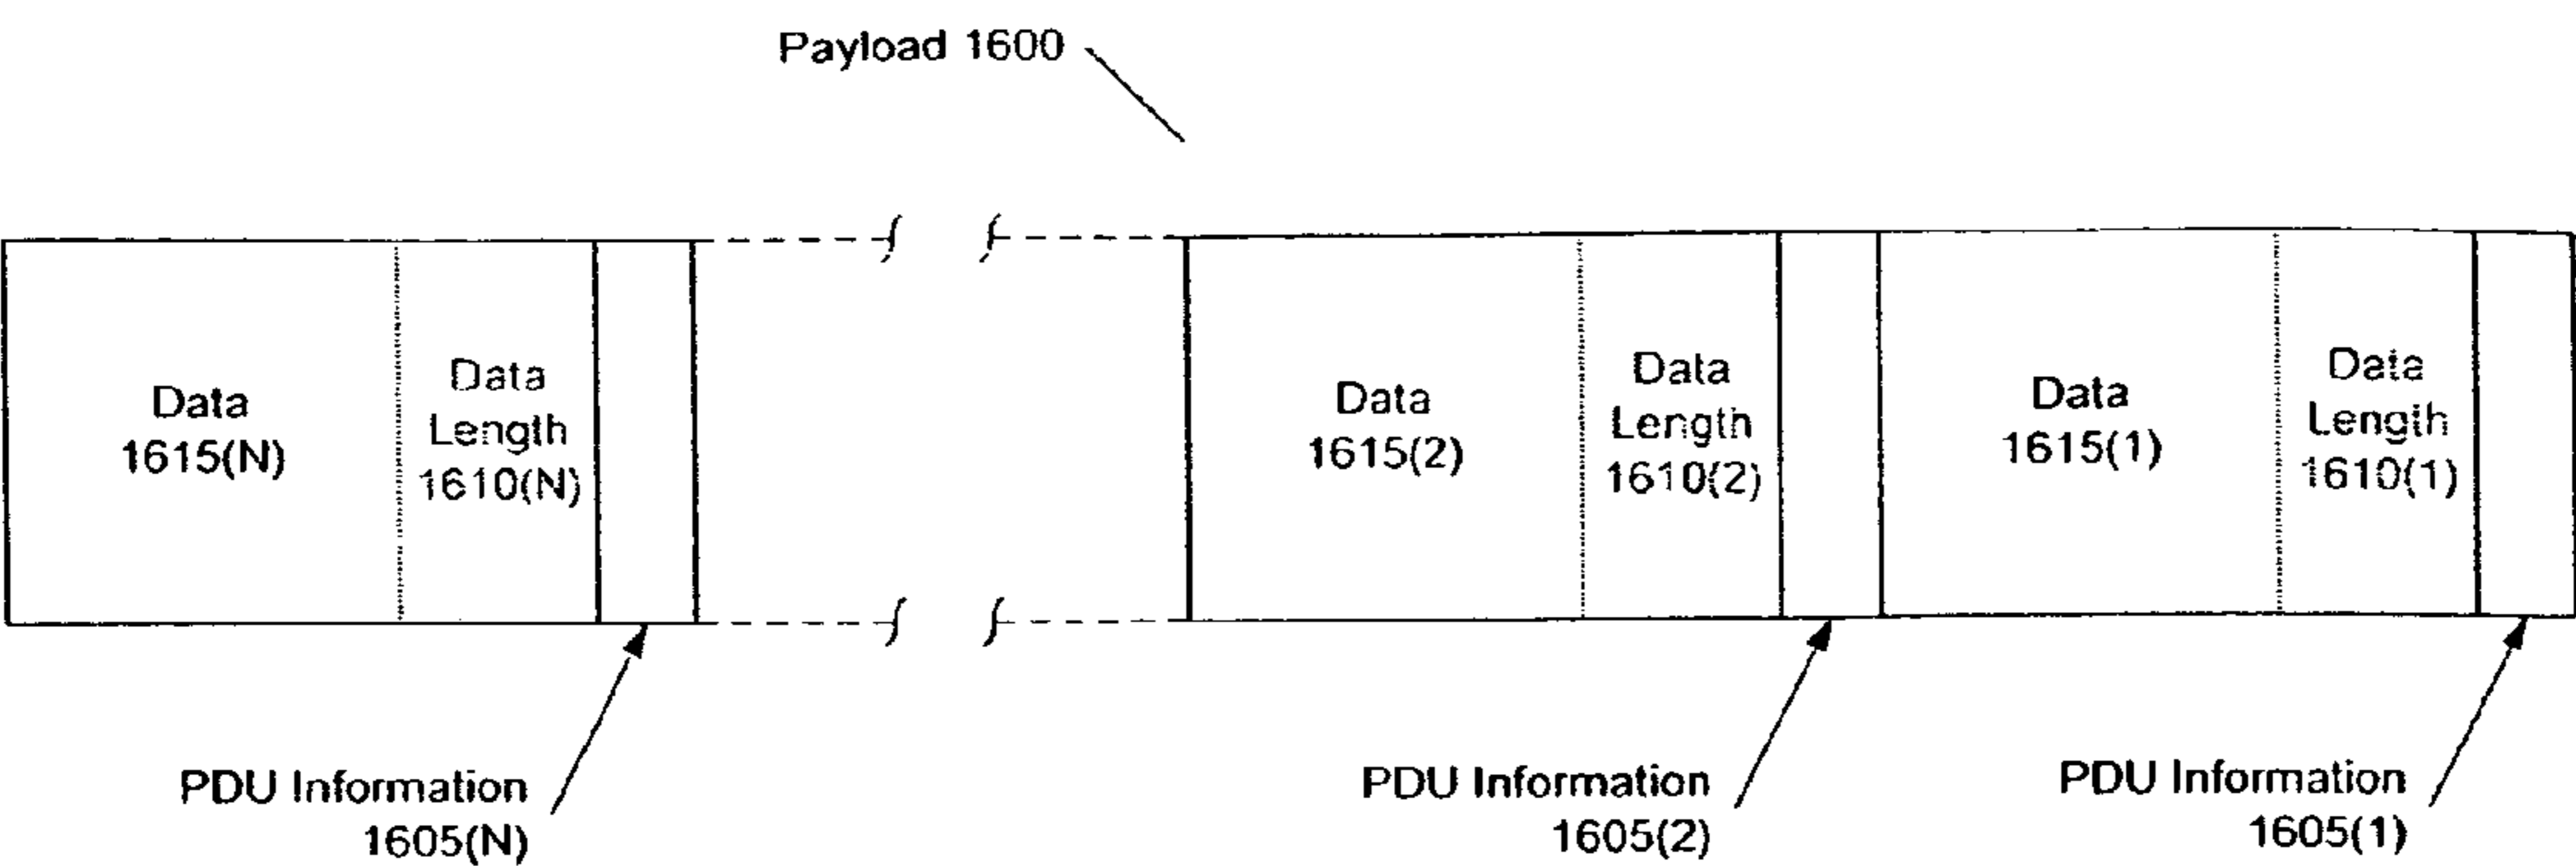 Payload 1600
Data
1615(N)
Data
Length
1610(N)
Data
1615(2)
Data
Length
1610(2)
Data
1615(1)
Data
Length
1610(1)
PDU Information
1605(N)
PDU Information
1605(2)
PDU Information
1605(1)